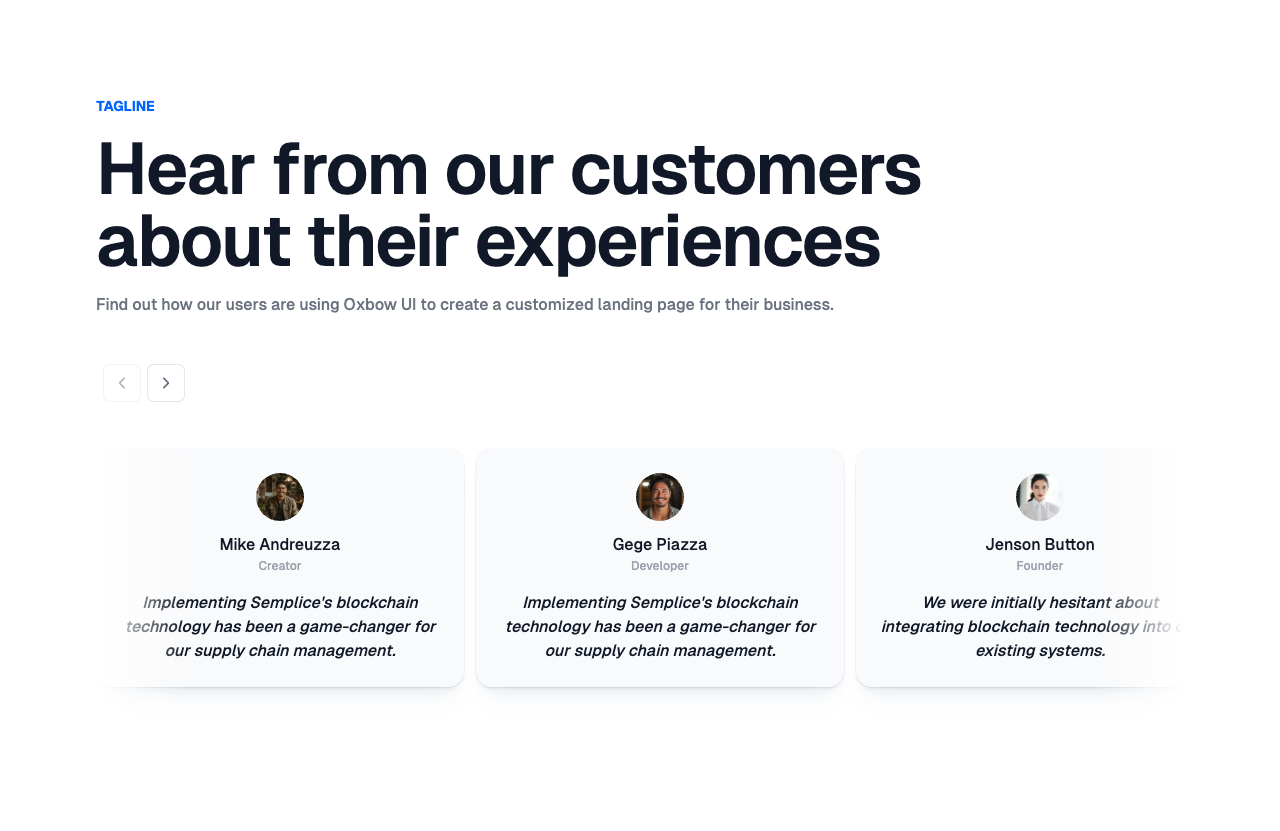 TAGLINE
Hear from our customers
about their experiences
Find out how our users are using Oxbow UI to create a customized landing page for their business.
Mike Andreuzza
Creator
Implementing Semplice's blockchain
technology has been a game-changer for
our supply chain management.
Gege Piazza
Developer
Implementing Semplice's blockchain
technology has been a game-changer for
our supply chain management.
Jenson Button
Founder
We were initially hesitant about
integrating blockchain technology into
existing systems.